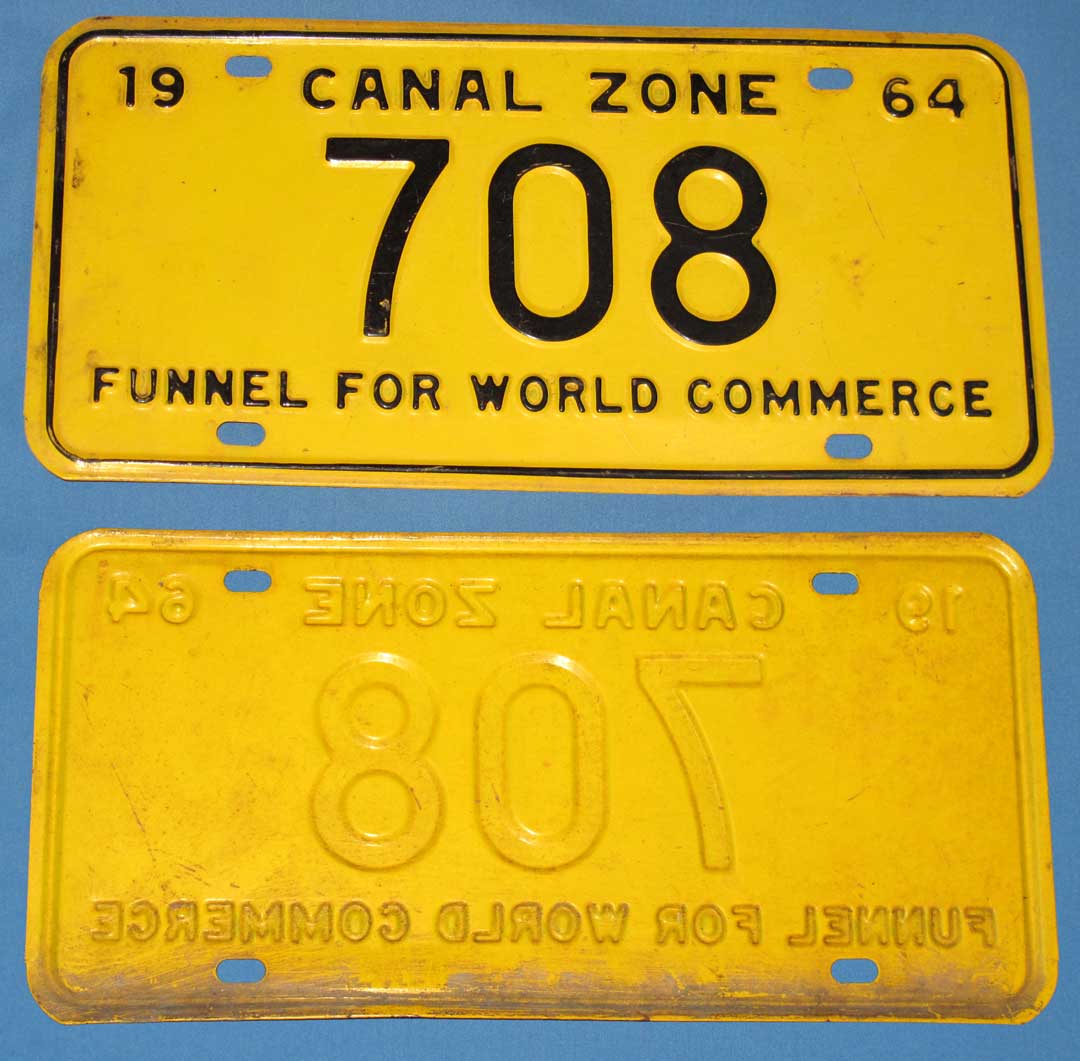 19 CANAL ZONE 64
708
FUNNEL FOR WORLD COMMERCE
19 CANAL ZONE 64
708
FUNNEL FOR WORLD COMMERCE